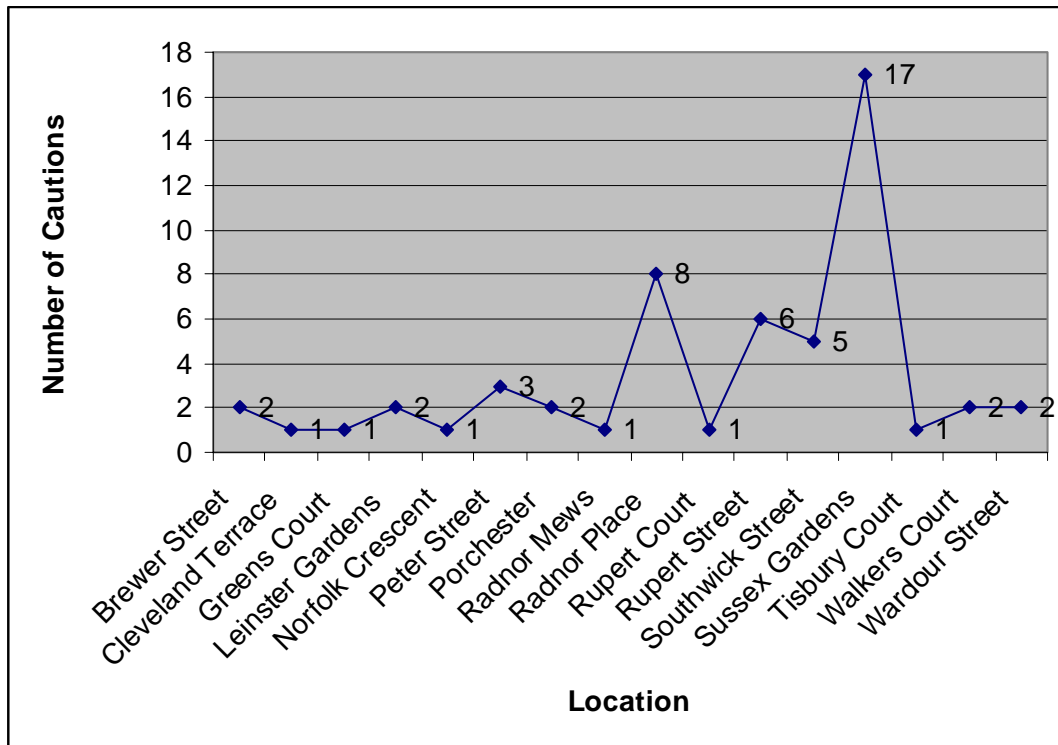 Number of Cautions
18
16
14
12
10
8
6
4
2
0
2
1
1
2
1
3
2
1
8
1
6
5
17
1
2
2
Brewer Street
Cleveland Terrace
Greens Court
Leinster Gardens
Norfolk Crescent
Peter Street
Porchester
Radnor Mews
Radnor Place
Rupert Court
Rupert Street
Southwick Street
Sussex Gardens
Tisbury Court
Walkers Court
Wardour Street
Location